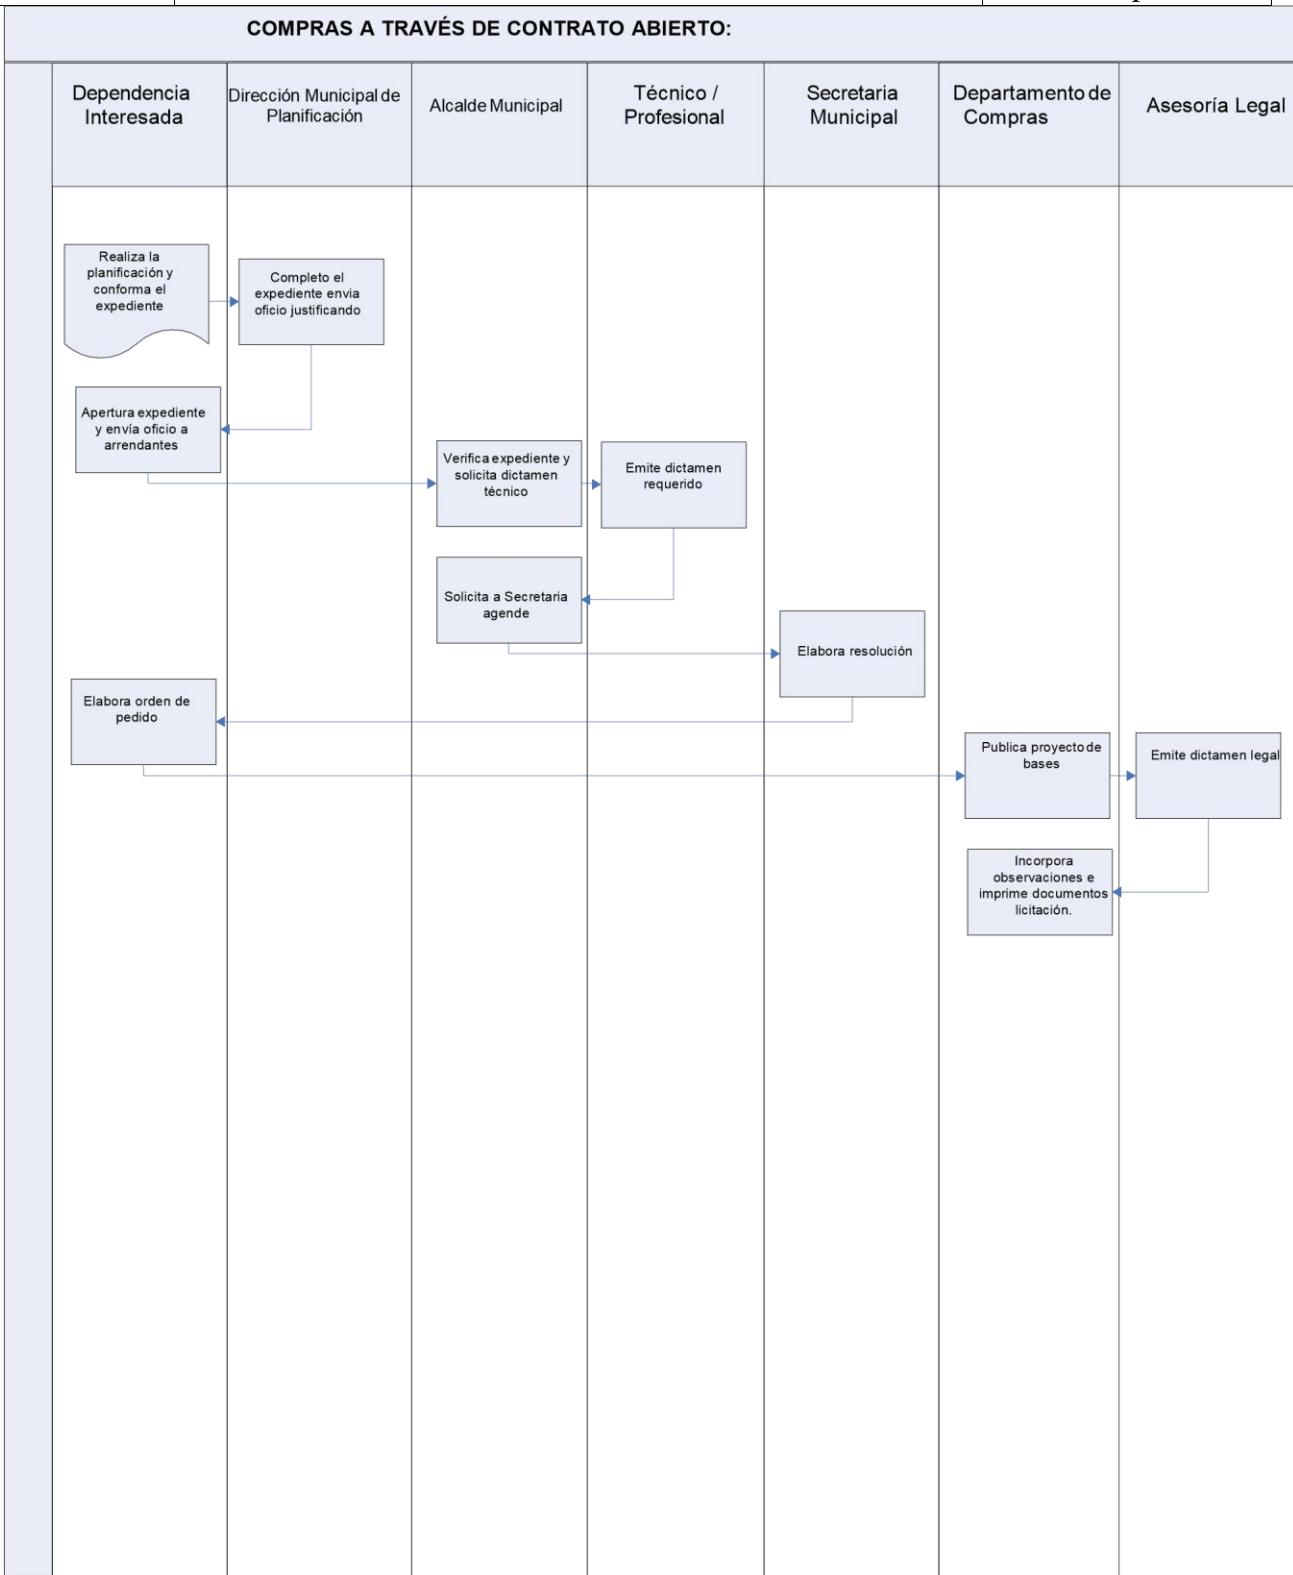 COMPRAS A TRAVÉS DE CONTRATO ABIERTO:
Dependencia
Interesada
Dirección Municipal de
Planificación
Alcalde Municipal
Técnico /
Profesional
Secretaria
Municipal
Departamento de
Compras
Asesoría Legal
Realiza la
planificación y
conforma el
expediente
Completo el
expediente envia
oficio justificando
Apertura expediente
y envía oficio a
arrendantes
Verifica expediente y
solicita dictamen
técnico
Emite dictamen
requerido
Solicita a Secretaria
agende
Elabora resolución
Elabora orden de
pedido
Publica proyecto de
bases
Emite dictamen legal
Incorpora
observaciones e
imprime documentos
licitación.